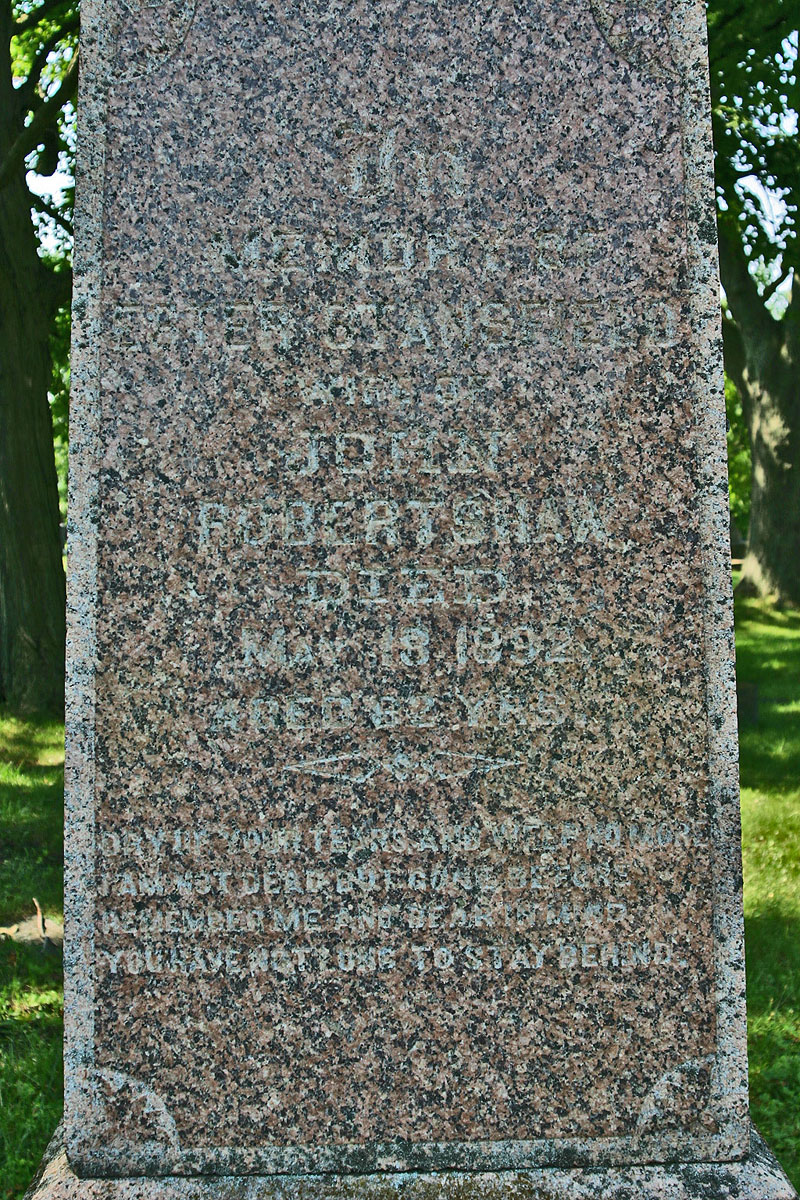 In
MEMORY OF
STANSFIELD
WIFE OF
JOHN
ROBERTSHAW
DIED
MAY 18, 1892
AGED 82 YRS.
DRY UP YOUR TEARS AND WEEP NO MORE
I AM NOT DEAD BUT GONE BEFORE
REMEMBER ME AND BEAR IN MIND
YOU HAVE NOT LONG TO STAY BEHIND.